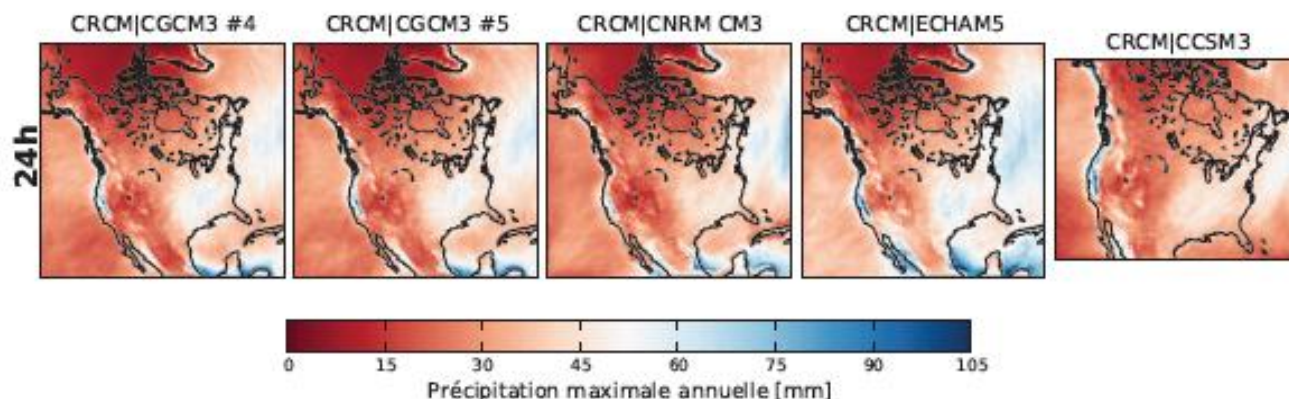 CRCM|CGCM3 #4 CRCM|CGCM3 #5 CRCM|CNRM CM3 CRCM|ECHAM5 CRCM|CCSM3
24h
0 15 30 45 60 75 90 105
Précipitation maximale annuelle [mm]